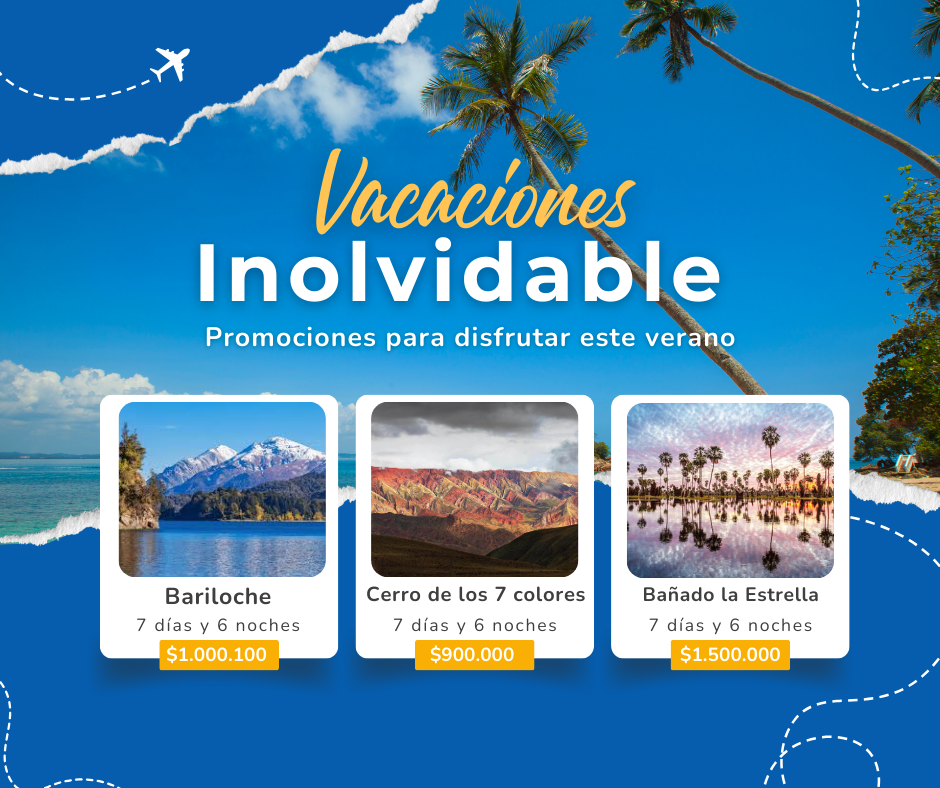 Vacaciones
Inolvidable
Promociones para disfrutar este verano
Bariloche
7 días y 6 noches
$1.000.100
Cerro de los 7 colores
7 días y 6 noches
$900.000
Bañado la Estrella
7 días y 6 noches
$1.500.000